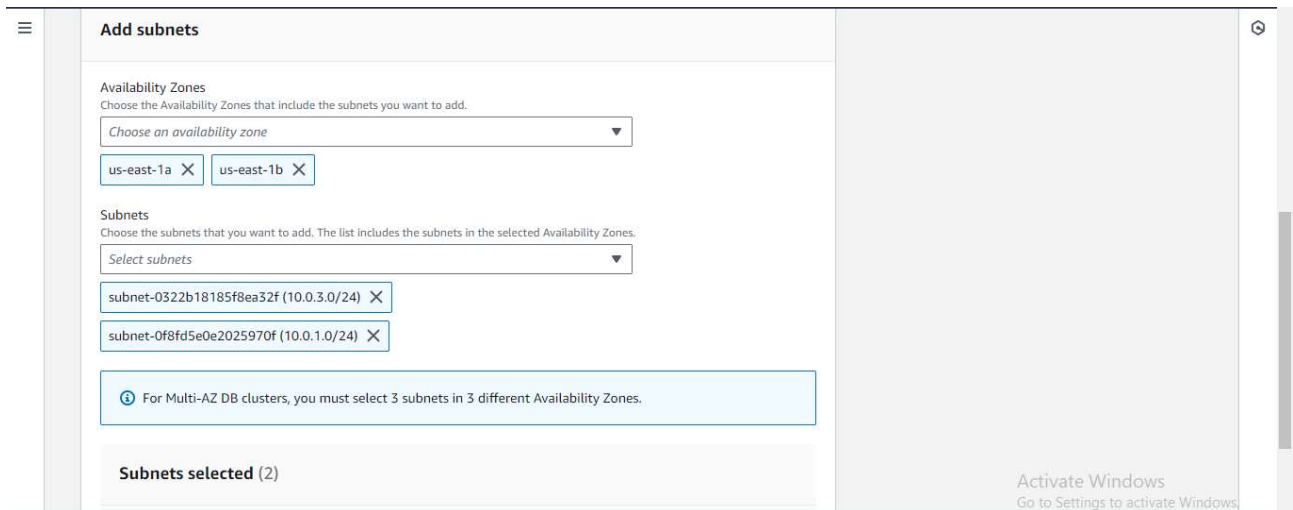 Add subnets
Availability Zones
Choose the Availability Zones that include the subnets you want to add.
Choose an availability zone
us-east-1a
us-east-1b
Subnets
Choose the subnets that you want to add. The list includes the subnets in the selected Availability Zones.
Select subnets
subnet-0322b18185f8ea32f (10.0.3.0/24)
subnet-0f8fd5e0e2025970f (10.0.1.0/24)
For Multi-AZ DB clusters, you must select 3 subnets in 3 different Availability Zones.
Subnets selected (2)
Activate Windows
Go to Settings to activate Windows.